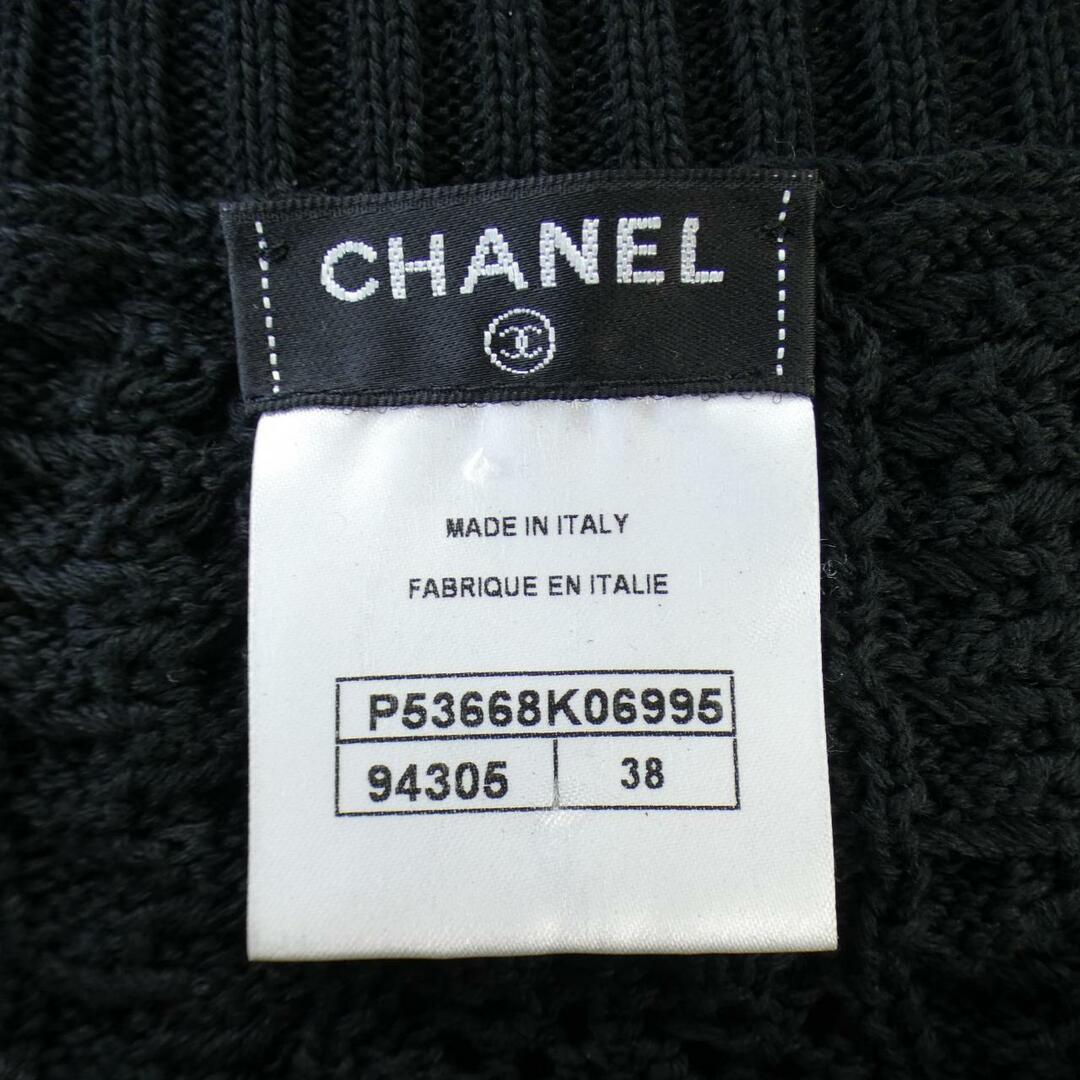 CHANEL
MADE IN ITALY
FABRIQUE EN ITALIE
P53668K06995
94305 38